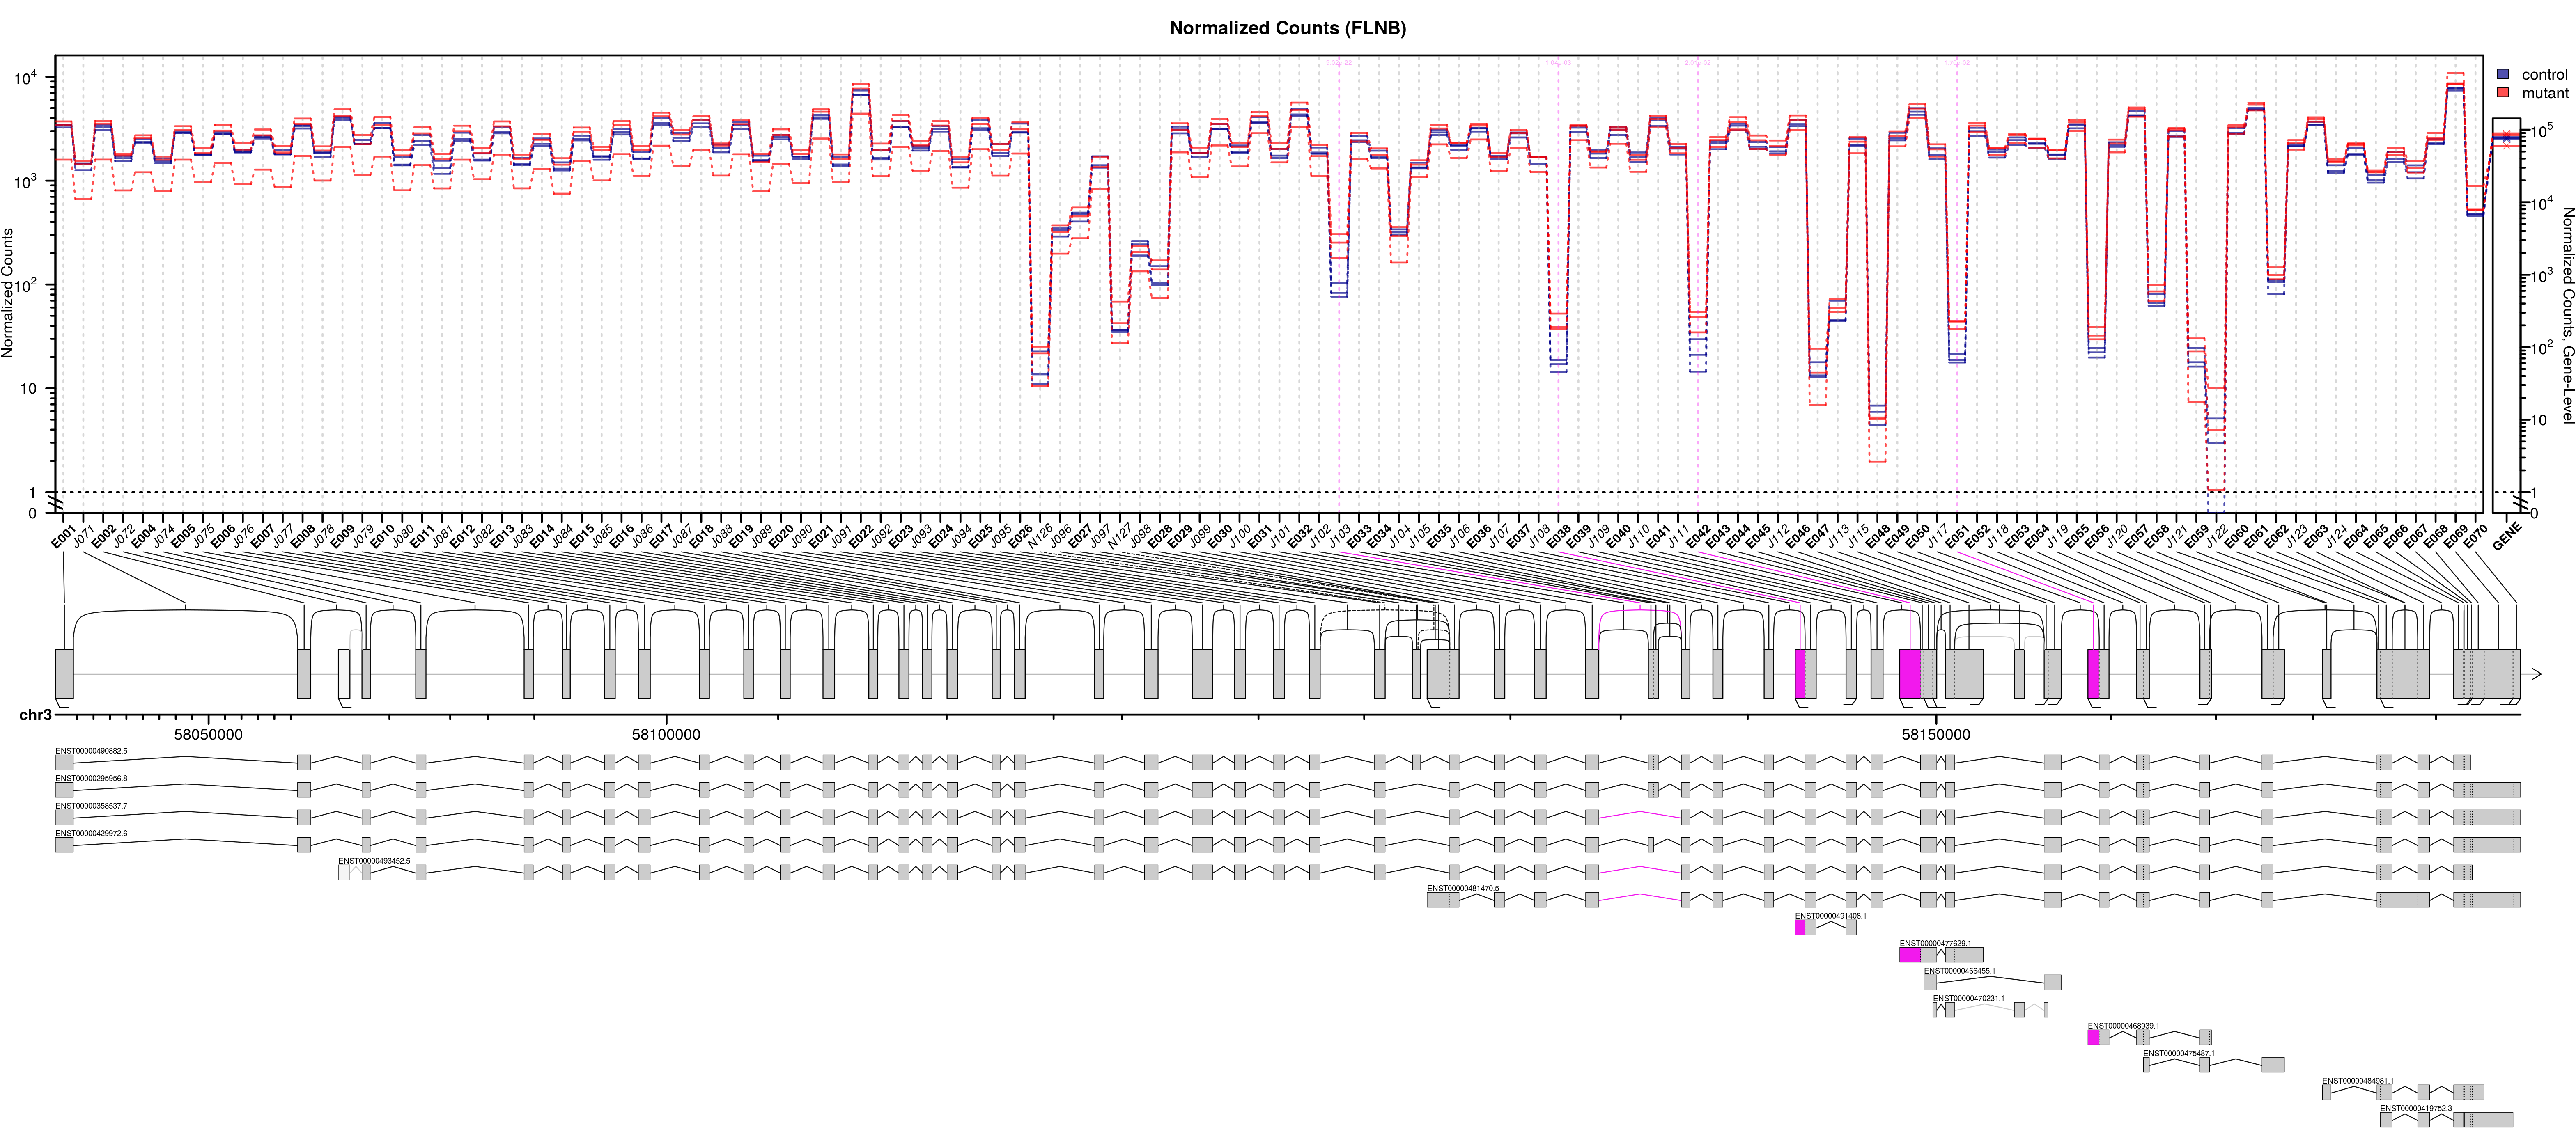 Normalized Counts (FLNB)
control
mutant
Normalized Counts
10^4
10^3
10^2
10
1
0
10^5
10^4
10^3
10^2
10
1
0
Normalized Counts, Gene-Level
E001 J071 E002 J072 E004 J074 E005 J075 E006 J076 E007 J077 E008 J078 E009 J079 E010 J080 E011 J081 E012 J082 E013 J083 E014 J084 E015 J085 E016 J086 E017 J087 E018 J088 E019 J089 E020 J090 E021 J091 E022 J092 E023 J093 E024 J094 E025 J095 E026 N126 J096 E027 J097 N127 J098 E028 E029 J099 E030 J100 E031 J101 E032 J102 J103 E033 E034 J104 J105 E035 J106 E036 J107 E037 J108 E038 E039 J109 E040 J110 E041 J111 E042 E043 E044 E045 J112 E046 E047 J113 J115 E048 E049 E050 J117 E051 E052 J118 E053 E054 J119 E055 E056 J120 E057 E058 J121 E059 J122 E060 E061 E062 J123 E063 J124 E064 E065 E066 E067 E068 E069 E070 GENE
chr3
58050000 58100000 58150000
ENST00000490882.5
ENST00000295956.8
ENST00000358537.7
ENST00000429972.6
ENST00000493452.5
ENST00000481470.5
ENST00000491408.1
ENST00000477629.1
ENST00000466455.1
ENST00000470231.1
ENST00000468939.1
ENST00000475487.1
ENST00000484981.1
ENST00000419752.3